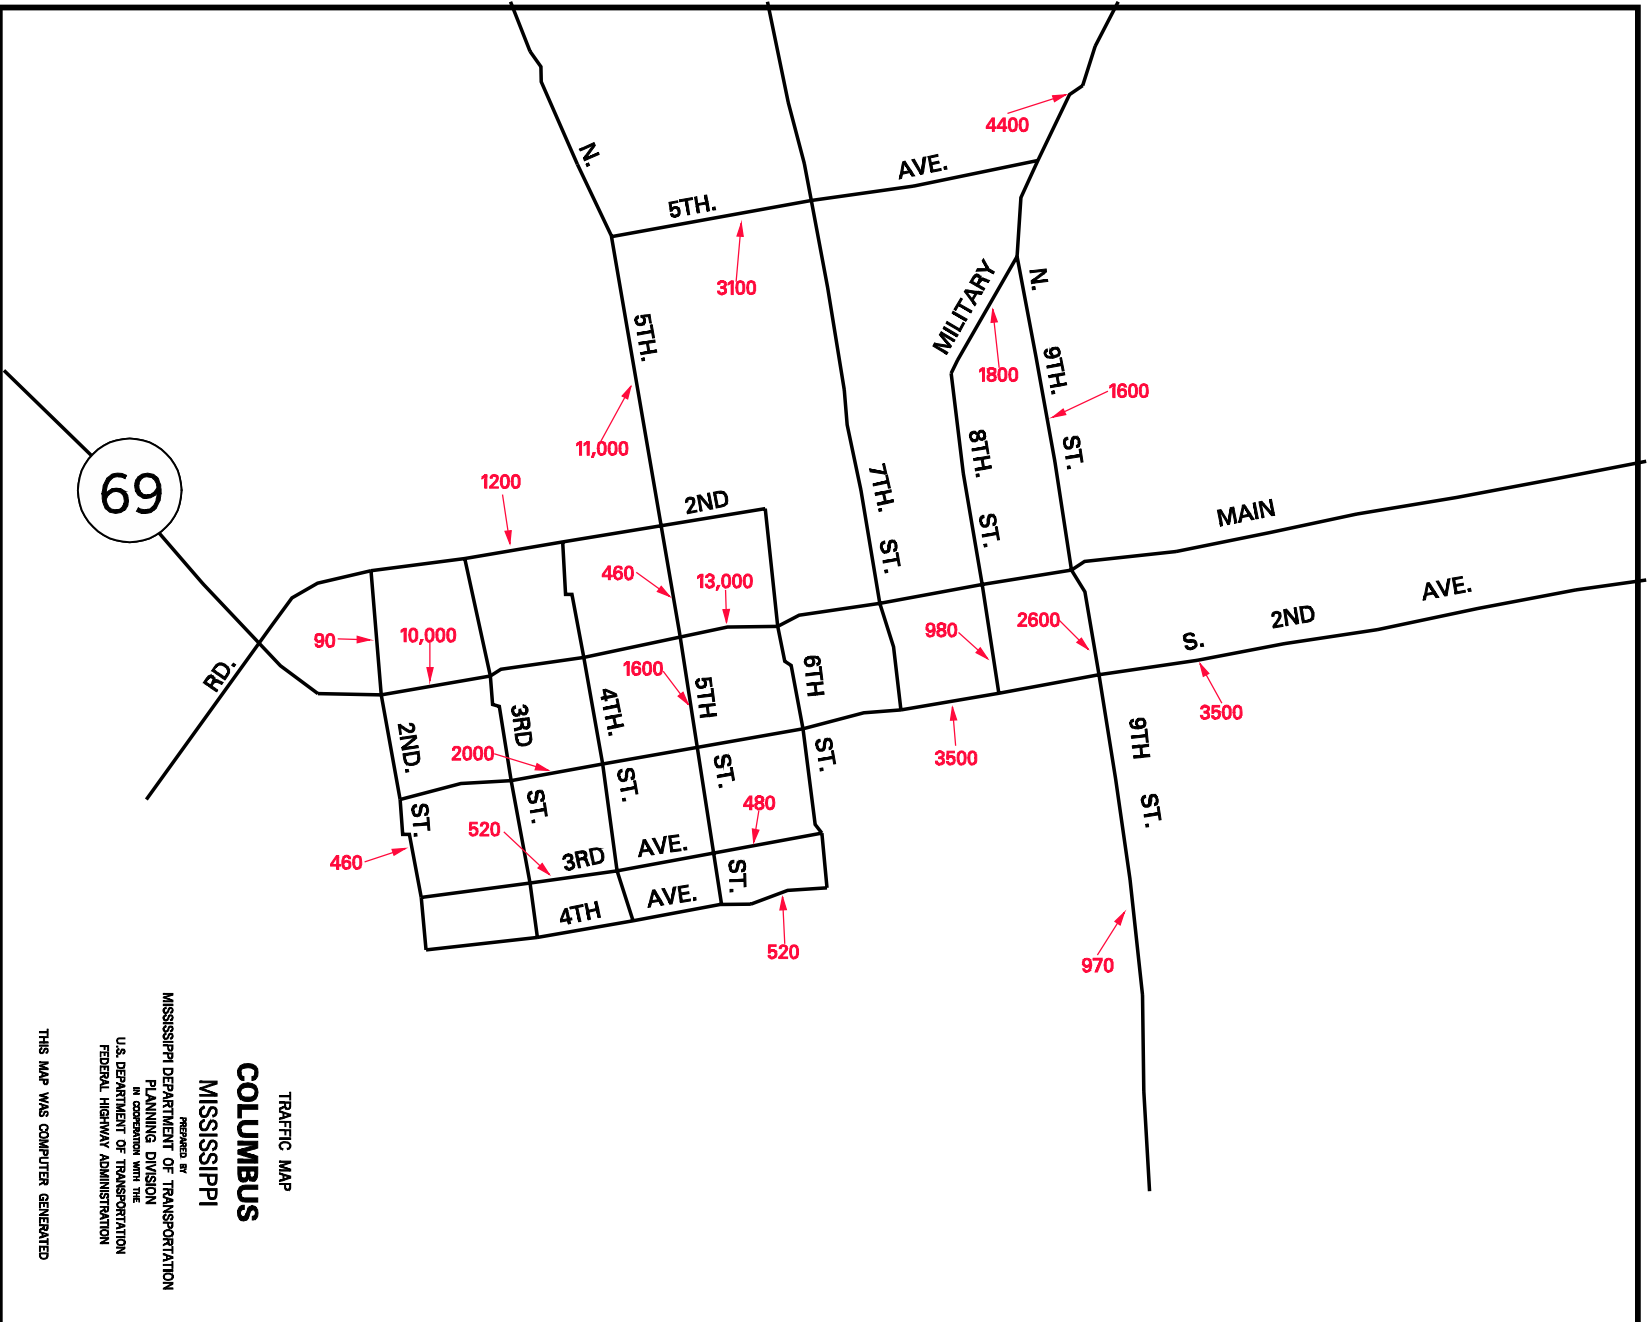 4400
N.
AVE.
5TH.
3100
MILITARY
N.
5TH.
1800
9TH.
1600
11,000
8TH.
ST.
69
1200
2ND
7TH.
ST.
MAIN
ST.
460
13,000
90
10,000
980
2600
AVE.
2ND
S.
RD.
1600
6TH
5TH
4TH.
3RD
2ND.
3500
3500
9TH
ST.
2000
ST.
ST.
ST.
ST.
ST.
480
520
460
3RD
AVE.
ST.
4TH
AVE.
520
970
TRAFFIC MAP
COLUMBUS
MISSISSIPPI
PREPARED BY
MISSISSIPPI DEPARTMENT OF TRANSPORTATION
PLANNING DIVISION
IN COOPERATION WITH THE
U.S. DEPARTMENT OF TRANSPORTATION
FEDERAL HIGHWAY ADMINISTRATION
THIS MAP WAS COMPUTER GENERATED